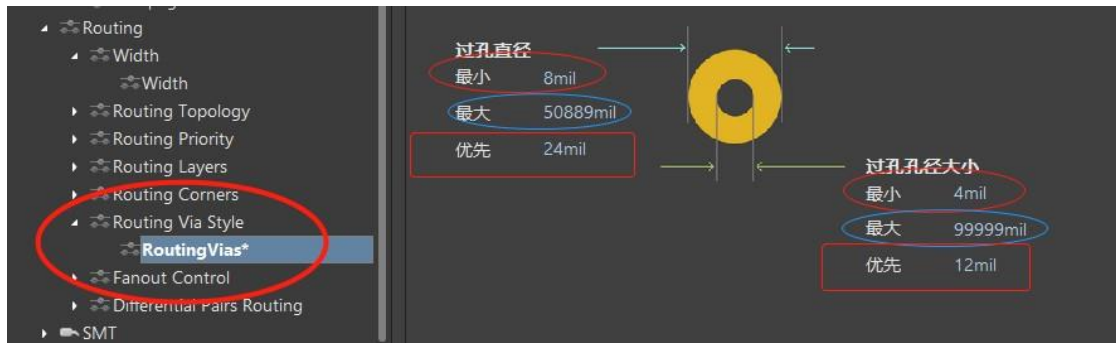 Routing
Width
Width
Routing Topology
Routing Priority
Routing Layers
Routing Corners
Routing Via Style
RoutingVias*
Fanout Control
Differential Pairs Routing
SMT
过孔直径
最小 8mil
最大 50889mil
优先 24mil
过孔孔径大小
最小 4mil
最大 99999mil
优先 12mil